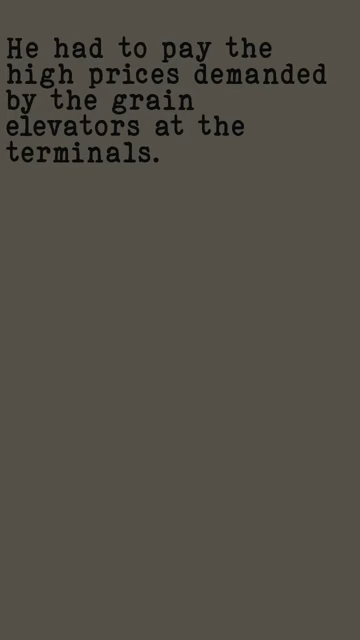 He had to pay the
high prices demanded
by the grain
elevators at the
terminals.